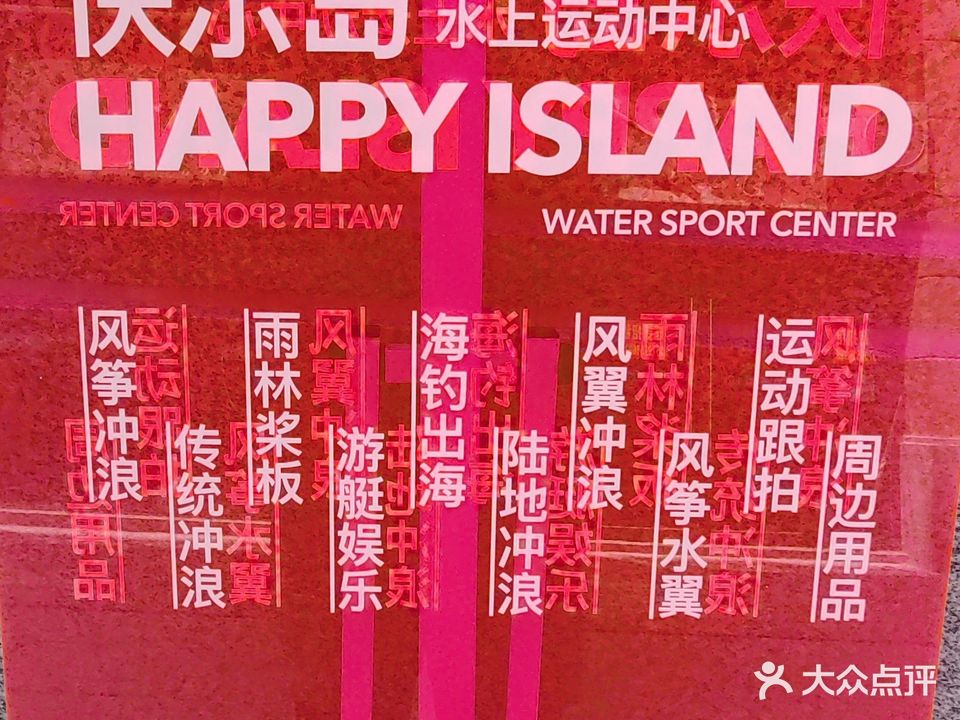 快乐岛 水上运动中心
HAPPY ISLAND
WATER SPORT CENTER
风筝冲浪
传统冲浪
雨林桨板
游艇娱乐
海钓出海
陆地冲浪
风翼冲浪
风筝水翼
运动跟拍
周边用品
大众点评